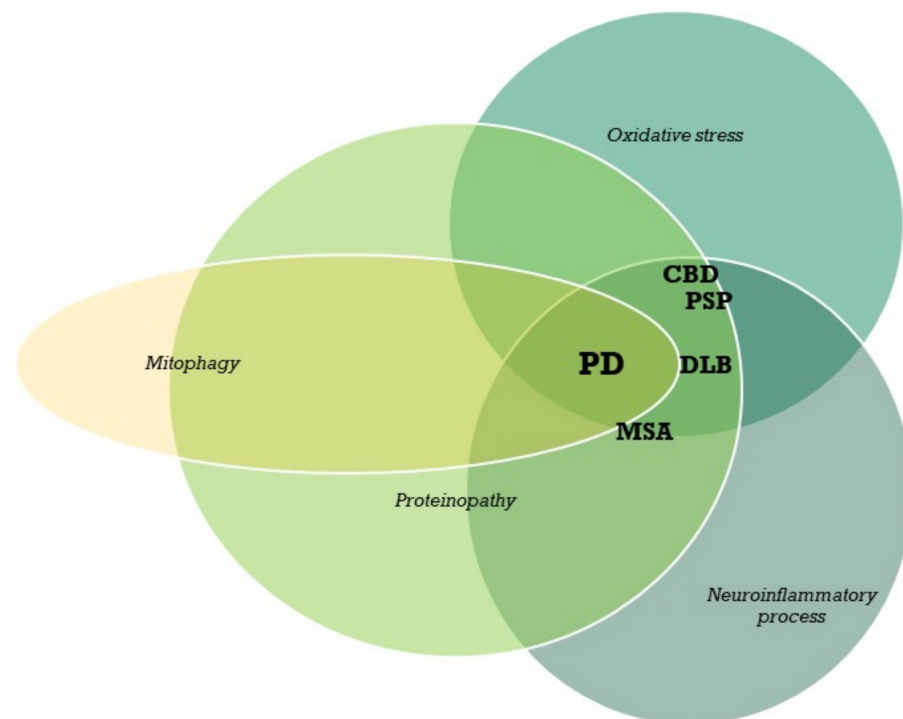 Oxidative stress
CBD
PSP
Mitophagy
PD
DLB
MSA
Proteinopathy
Neuroinflammatory
process